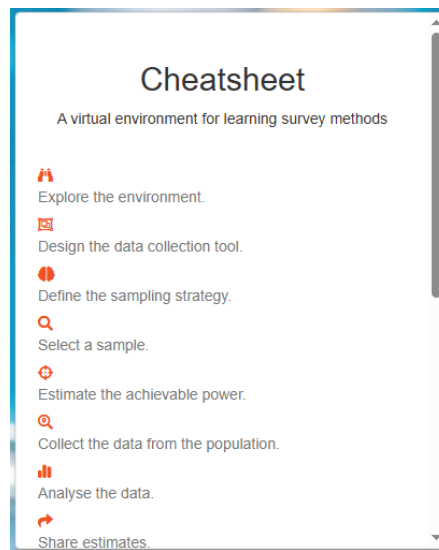 Cheatsheet
A virtual environment for learning survey methods
Explore the environment.
Design the data collection tool.
Define the sampling strategy.
Select a sample.
Estimate the achievable power.
Collect the data from the population.
Analyse the data.
Share estimates.